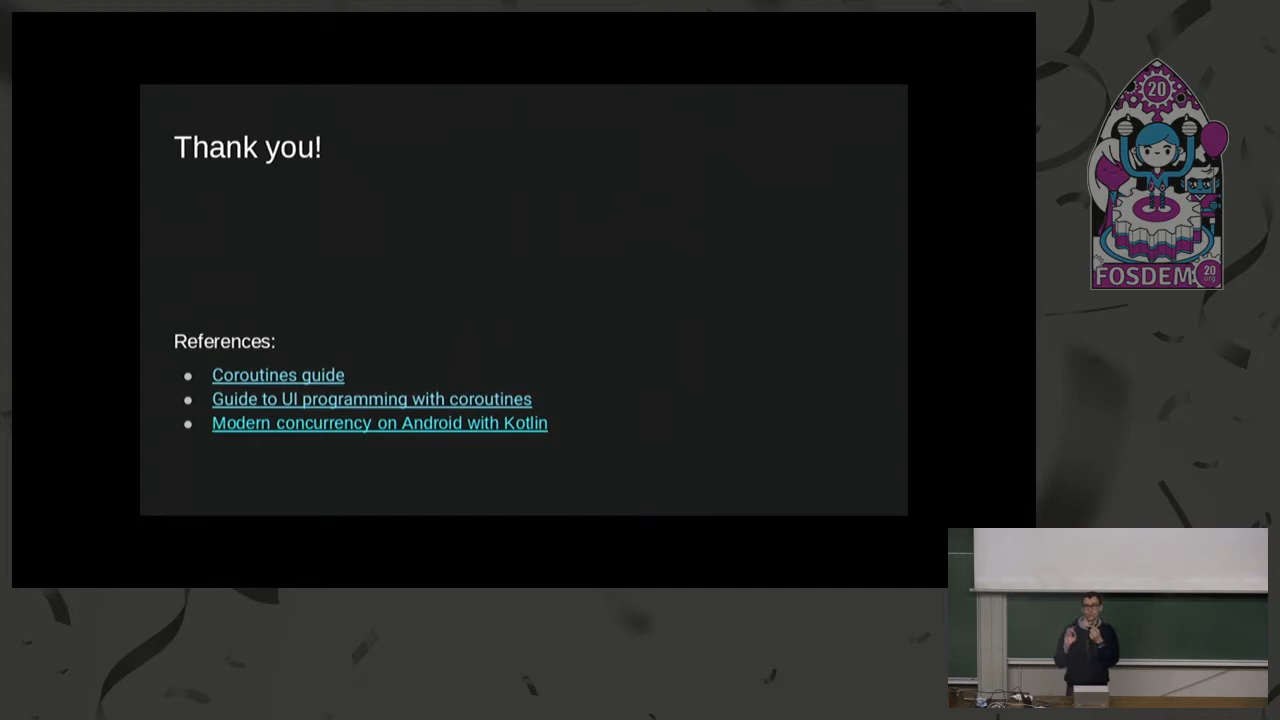 Thank you!
References:
Coroutines guide
Guide to UI programming with coroutines
Modern concurrency on Android with Kotlin
20
FOSDEM
20
org